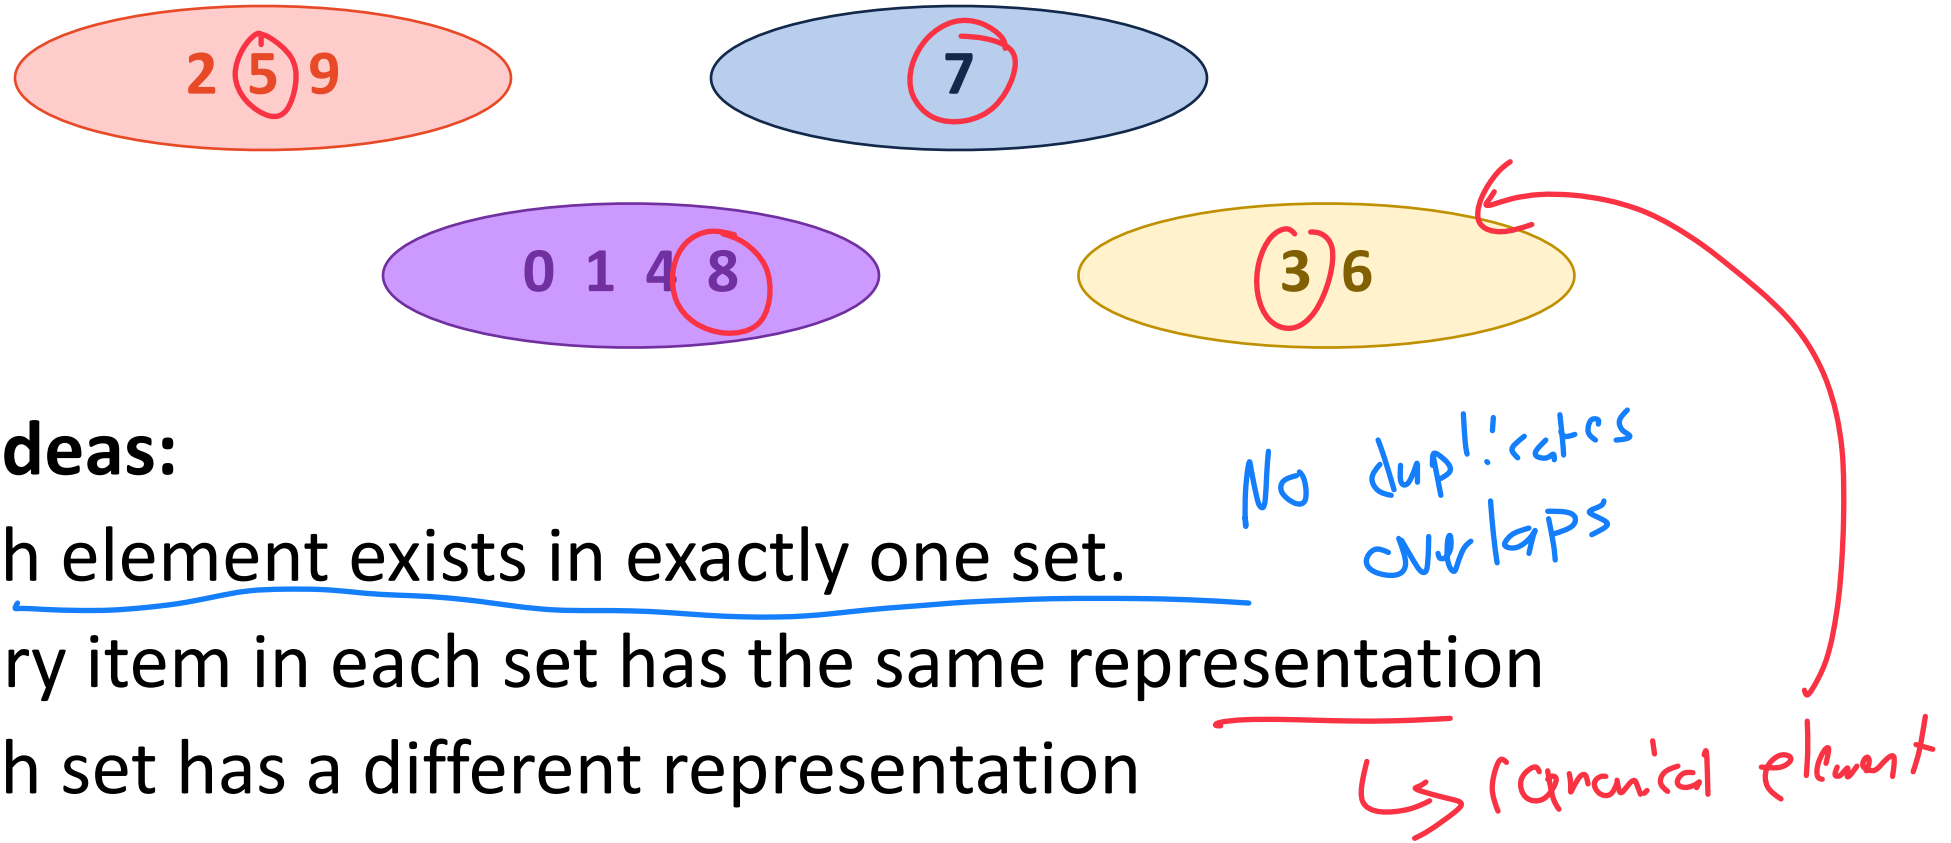 2 5 9
7
0 1 4 8
3 6
deas:
No duplicates
overlaps
h element exists in exactly one set.
ry item in each set has the same representation
h set has a different representation
canonical element